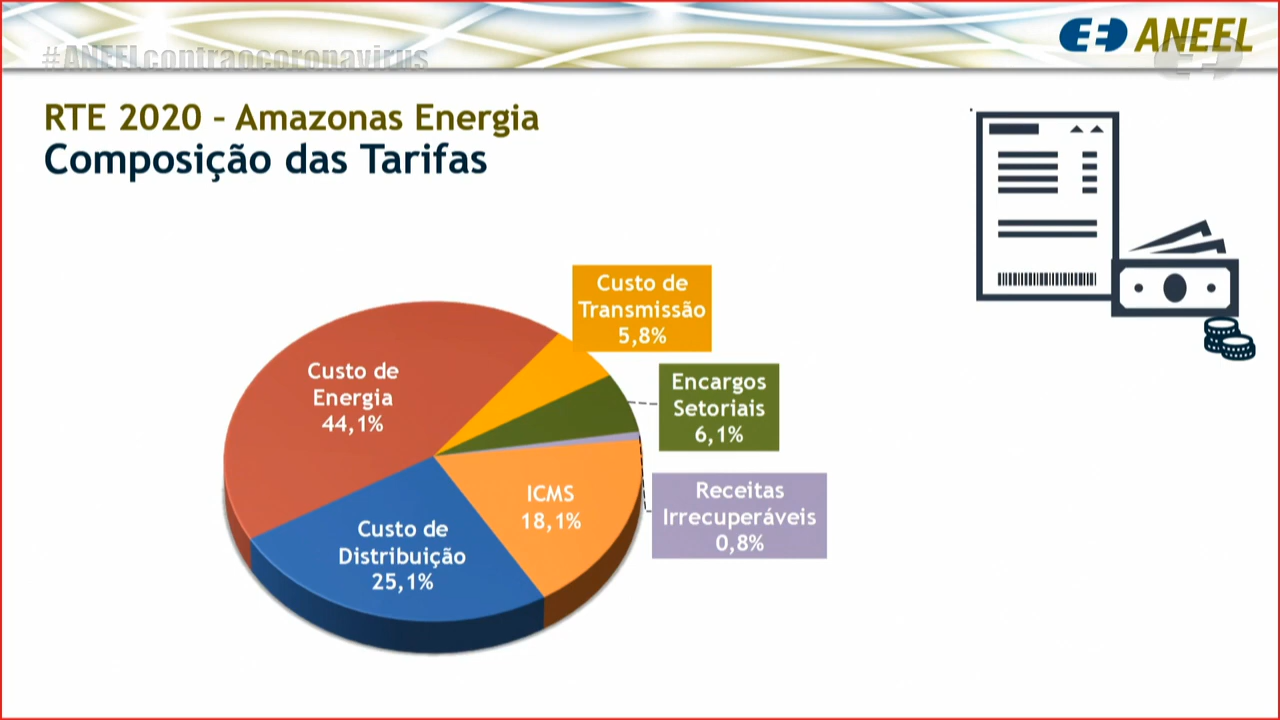 #ANEELcontraocoronavirus
ANEEL
RTE 2020 – Amazonas Energia
Composição das Tarifas
Custo de
Transmissão
5,8%
Custo de
Energia
44,1%
Encargos
Setoriais
6,1%
ICMS
18,1%
Receitas
Irrecuperáveis
0,8%
Custo de
Distribuição
25,1%